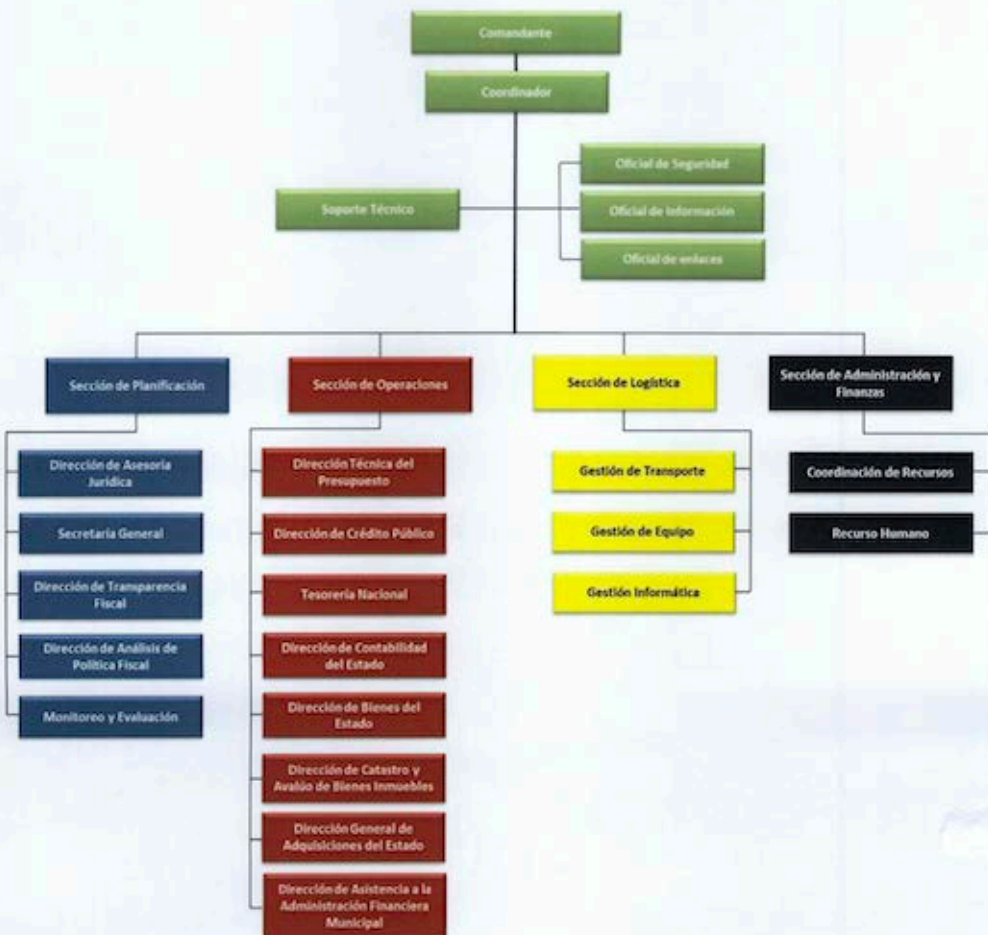 Comandante
Coordinador
Oficial de Seguridad
Soporte Técnico
Oficial de Información
Oficial de enlaces
Sección de Planificación
Dirección de Asesoría
Jurídica
Secretaría General
Dirección de Transparencia
Fiscal
Dirección de Análisis de
Política Fiscal
Monitoreo y Evaluación
Sección de Operaciones
Dirección Técnica del
Presupuesto
Dirección de Crédito Público
Tesorería Nacional
Dirección de Contabilidad
del Estado
Dirección de Bienes del
Estado
Dirección de Catastro y
Avalúo de Bienes Inmuebles
Dirección General de
Adquisiciones del Estado
Dirección de Asistencia a la
Administración Financiera
Municipal
Sección de Logística
Gestión de Transporte
Gestión de Equipo
Gestión Informática
Sección de Administración y
Finanzas
Coordinación de Recursos
Recurso Humano